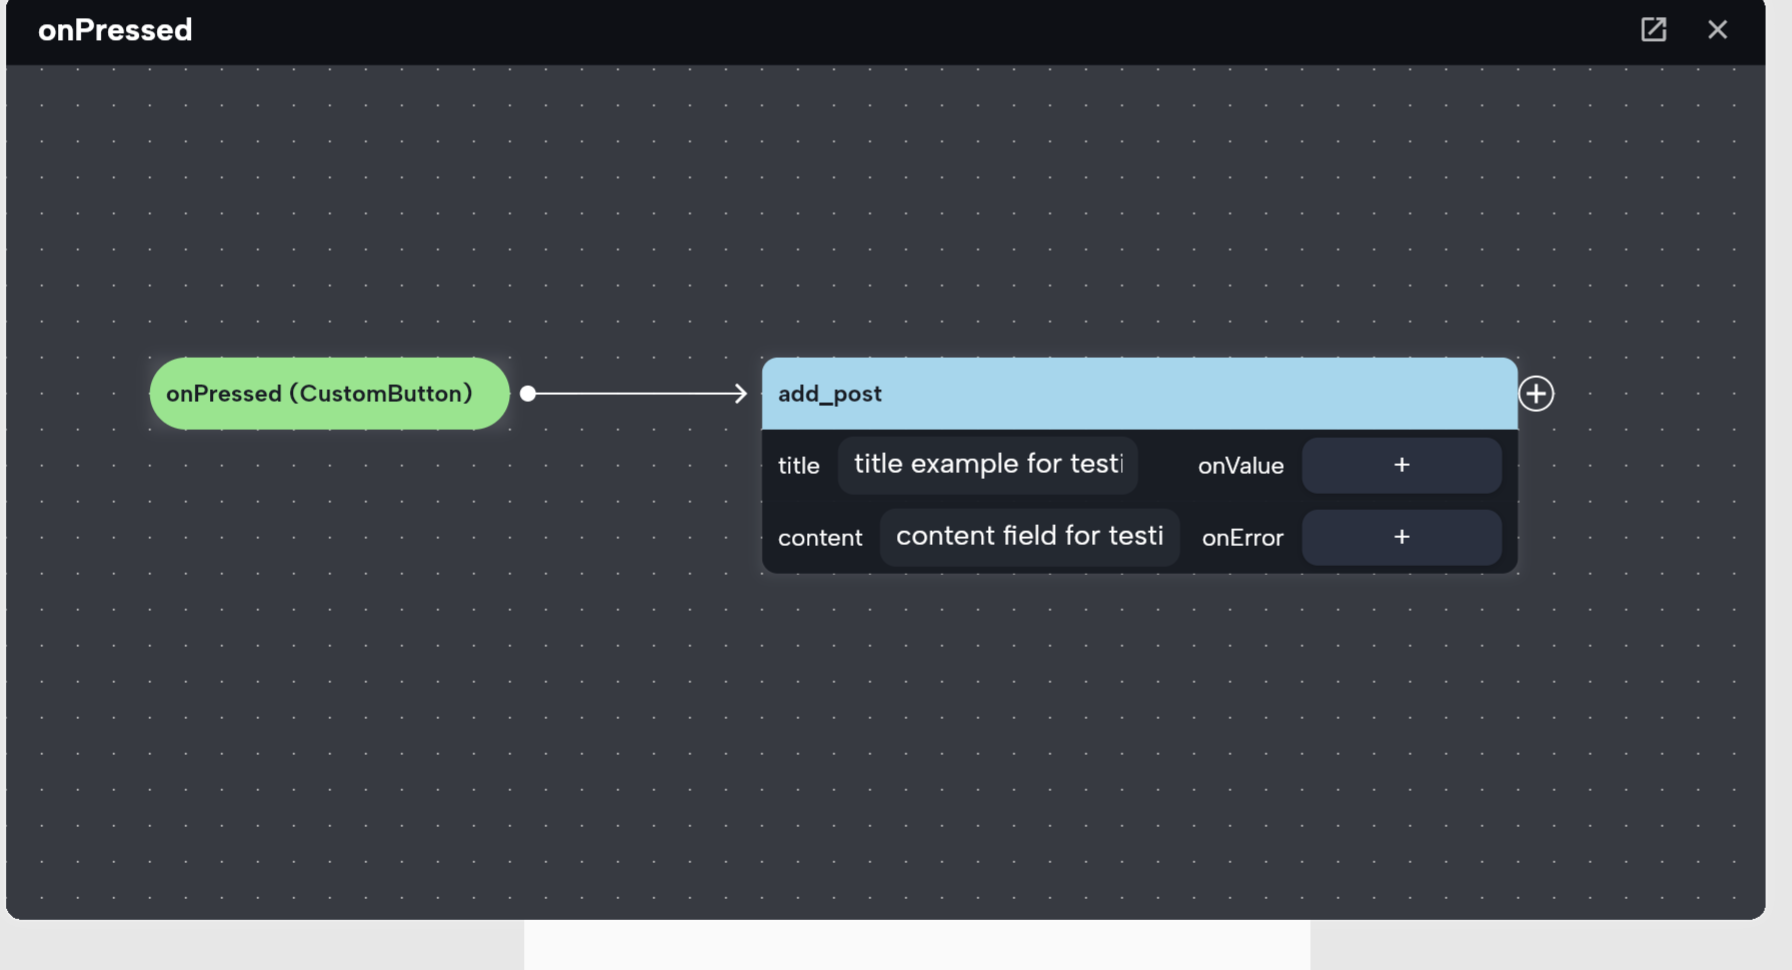 onPressed
onPressed (CustomButton)
add_post
title title example for testi onValue +
content content field for testi onError +